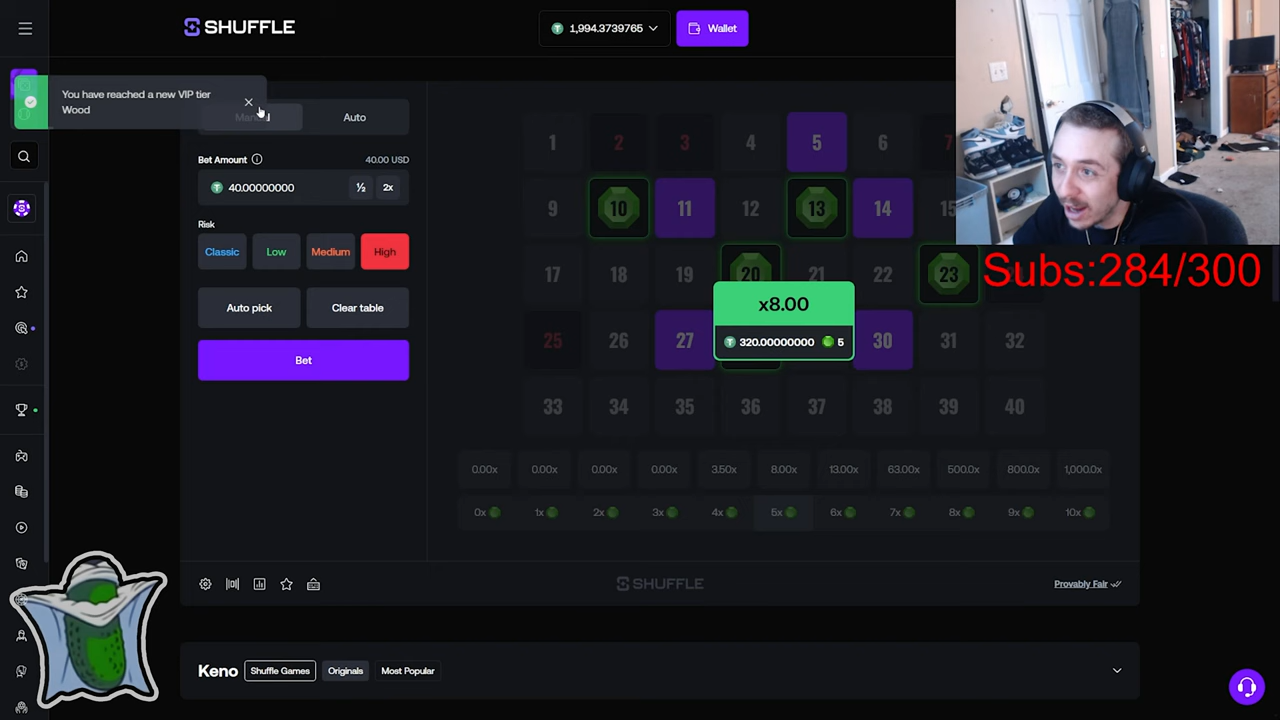 SHUFFLE
1,994.3739765
Wallet
You have reached a new VIP tier
Wood
Manual
Auto
Bet Amount
40.00 USD
40.00000000
½
2x
Risk
Classic
Low
Medium
High
Auto pick
Clear table
Bet
1 2 3 4 5 6 7
9 10 11 12 13 14 15
17 18 19 20 21 22 23
25 26 27 30 31 32
33 34 35 36 37 38 39 40
x8.00
320.00000000 5
Subs:284/300
0.00x 0.00x 0.00x 0.00x 3.50x 8.00x 13.00x 63.00x 500.0x 800.0x 1,000.0x
0x 1x 2x 3x 4x 5x 6x 7x 8x 9x 10x
SHUFFLE
Provably Fair
Keno
Shuffle Games
Originals
Most Popular